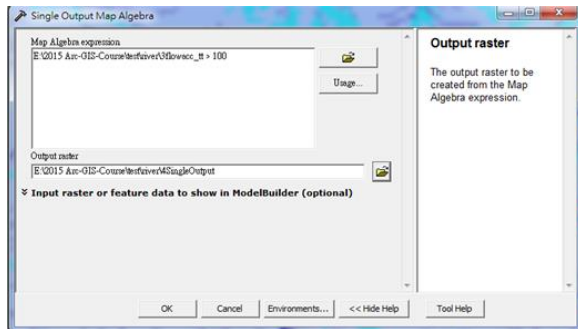 Single Output Map Algebra
Map Algebra expression
E:\2015 Arc-GIS-Course\test\river\3flowacc_tt > 100
Usage...
Output raster
E:\2015 Arc-GIS-Course\test\river\4SingleOutput
Input raster or feature data to show in ModelBuilder (optional)
OK
Cancel
Environments...
<< Hide Help
Output raster
The output raster to be
created from the Map
Algebra expression.
Tool Help